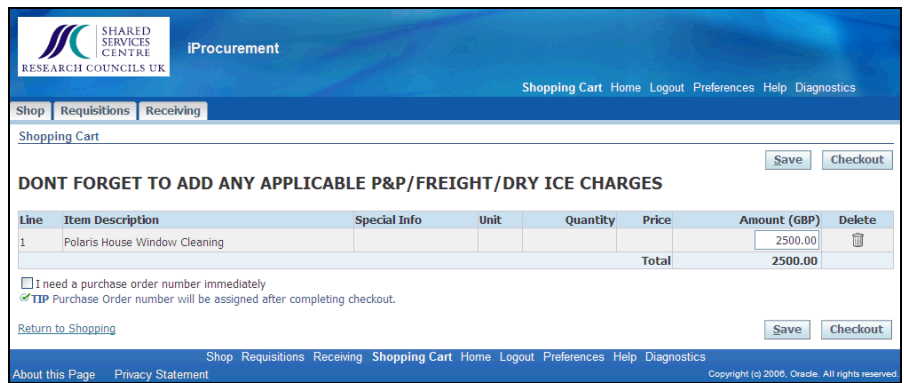 SHARED
SERVICES
CENTRE
RESEARCH COUNCILS UK
iProcurement
Shopping Cart Home Logout Preferences Help Diagnostics
Shop Requisitions Receiving
Shopping Cart
Save Checkout
DONT FORGET TO ADD ANY APPLICABLE P&P/FREIGHT/DRY ICE CHARGES
Line Item Description Special Info Unit Quantity Price Amount (GBP) Delete
1 Polaris House Window Cleaning 2500.00
Total 2500.00
I need a purchase order number immediately
TIP Purchase Order number will be assigned after completing checkout.
Return to Shopping Save Checkout
Shop Requisitions Receiving Shopping Cart Home Logout Preferences Help Diagnostics
About this Page Privacy Statement Copyright (c) 2006, Oracle. All rights reserved.